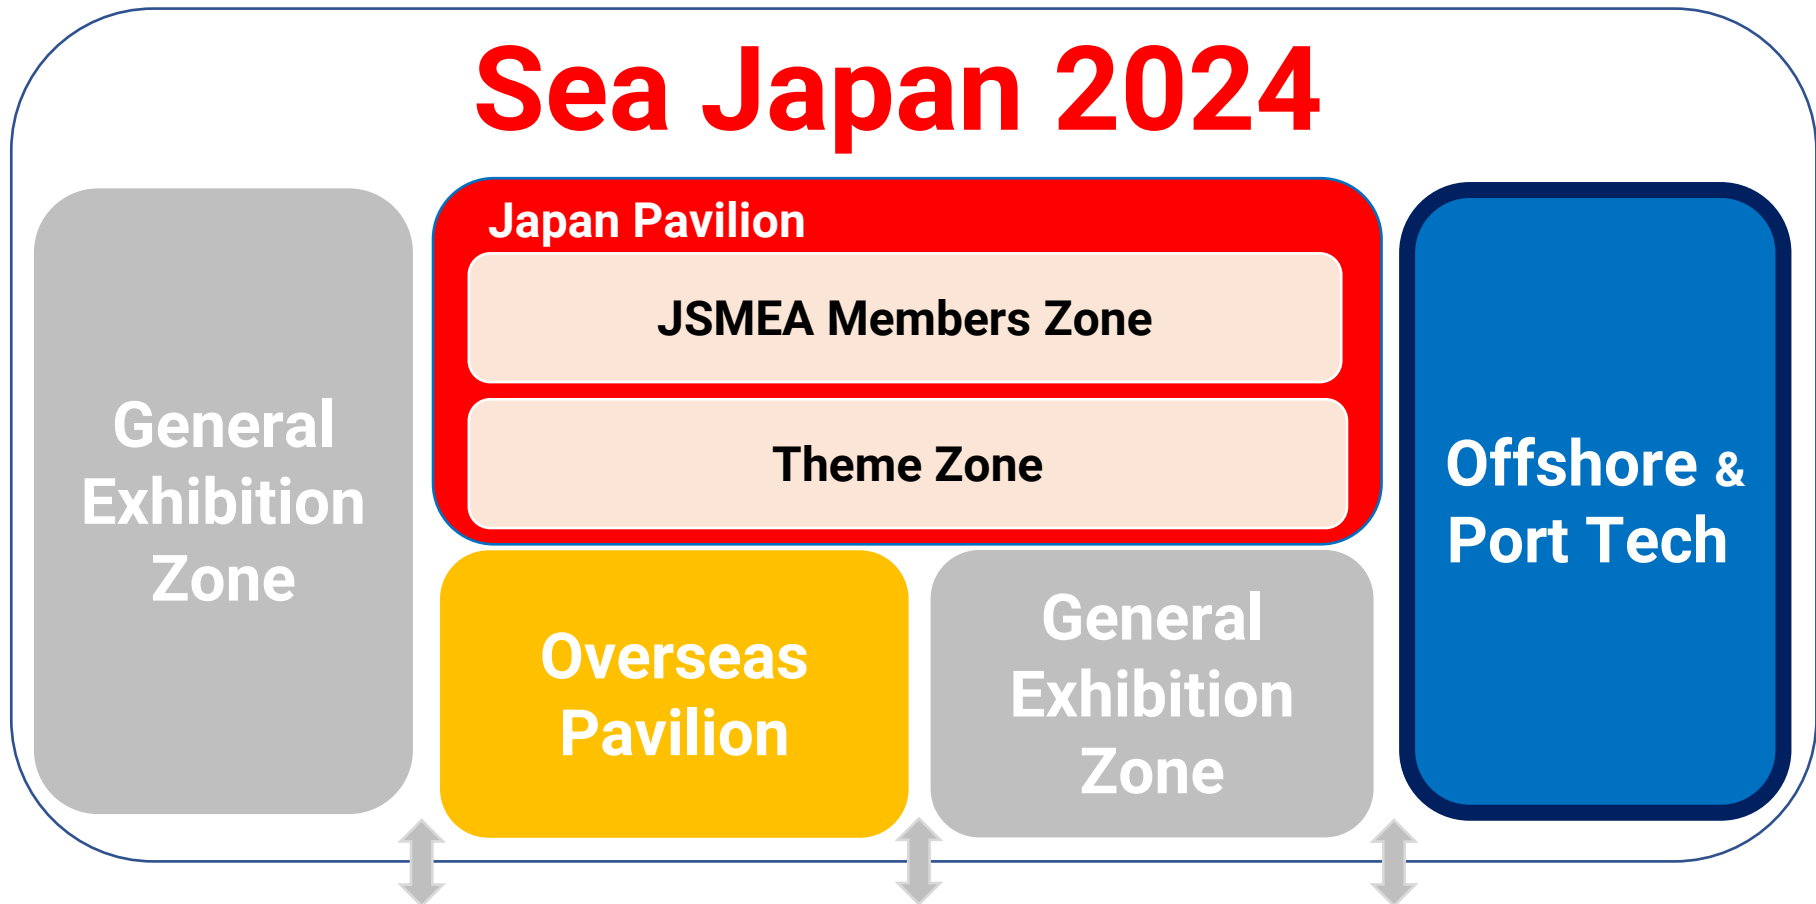 Sea Japan 2024
General
Exhibition
Zone
Japan Pavilion
JSMEA Members Zone
Theme Zone
Overseas
Pavilion
General
Exhibition
Zone
Offshore &
Port Tech